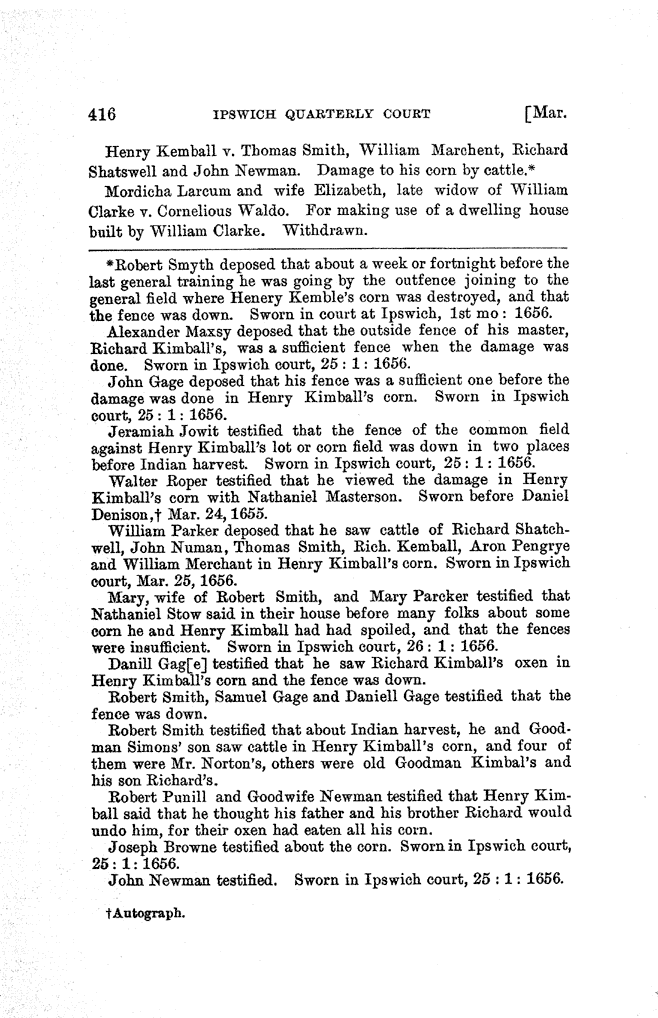 416 IPSWICH QUARTERLY COURT [Mar.
Henry Kemball v. Thomas Smith, William Marchent, Richard
Shatswell and John Newman. Damage to his corn by cattle.*
Mordicha Larcum and wife Elizabeth, late widow of William
Clarke v. Cornelious Waldo. For making use of a dwelling house
built by William Clarke. Withdrawn.
*Robert Smyth deposed that about a week or fortnight before the
last general training he was going by the outfence joining to the
general field where Henery Kemble's corn was destroyed, and that
the fence was down. Sworn in court at Ipswich, 1st mo: 1656.
Alexander Maxsy deposed that the outside fence of his master,
Richard Kimball's, was a sufficient fence when the damage was
done. Sworn in Ipswich court, 25 : 1 : 1656.
John Gage deposed that his fence was a sufficient one before the
damage was done in Henry Kimball's corn. Sworn in Ipswich
court, 25 : 1 : 1656.
Jeramiah Jowit testified that the fence of the common field
against Henry Kimball's lot or corn field was down in two places
before Indian harvest. Sworn in Ipswich court, 25 : 1 : 1656.
Walter Roper testified that he viewed the damage in Henry
Kimball's corn with Nathaniel Masterson. Sworn before Daniel
Denison,† Mar. 24, 1655.
William Parker deposed that he saw cattle of Richard Shatch-
well, John Numan, Thomas Smith, Rich. Kemball, Aron Pengrye
and William Merchant in Henry Kimball's corn. Sworn in Ipswich
court, Mar. 25, 1656.
Mary, wife of Robert Smith, and Mary Parcker testified that
Nathaniel Stow said in their house before many folks about some
corn he and Henry Kimball had had spoiled, and that the fences
were insufficient. Sworn in Ipswich court, 26 : 1 : 1656.
Danill Gag[e] testified that he saw Richard Kimball's oxen in
Henry Kimball's corn and the fence was down.
Robert Smith, Samuel Gage and Daniell Gage testified that the
fence was down.
Robert Smith testified that about Indian harvest, he and Good-
man Simons' son saw cattle in Henry Kimball's corn, and four of
them were Mr. Norton's, others were old Goodman Kimbal's and
his son Richard's.
Robert Punill and Goodwife Newman testified that Henry Kim-
ball said that he thought his father and his brother Richard would
undo him, for their oxen had eaten all his corn.
Joseph Browne testified about the corn. Sworn in Ipswich court,
25 : 1 : 1656.
John Newman testified. Sworn in Ipswich court, 25 : 1 : 1656.
†Autograph.